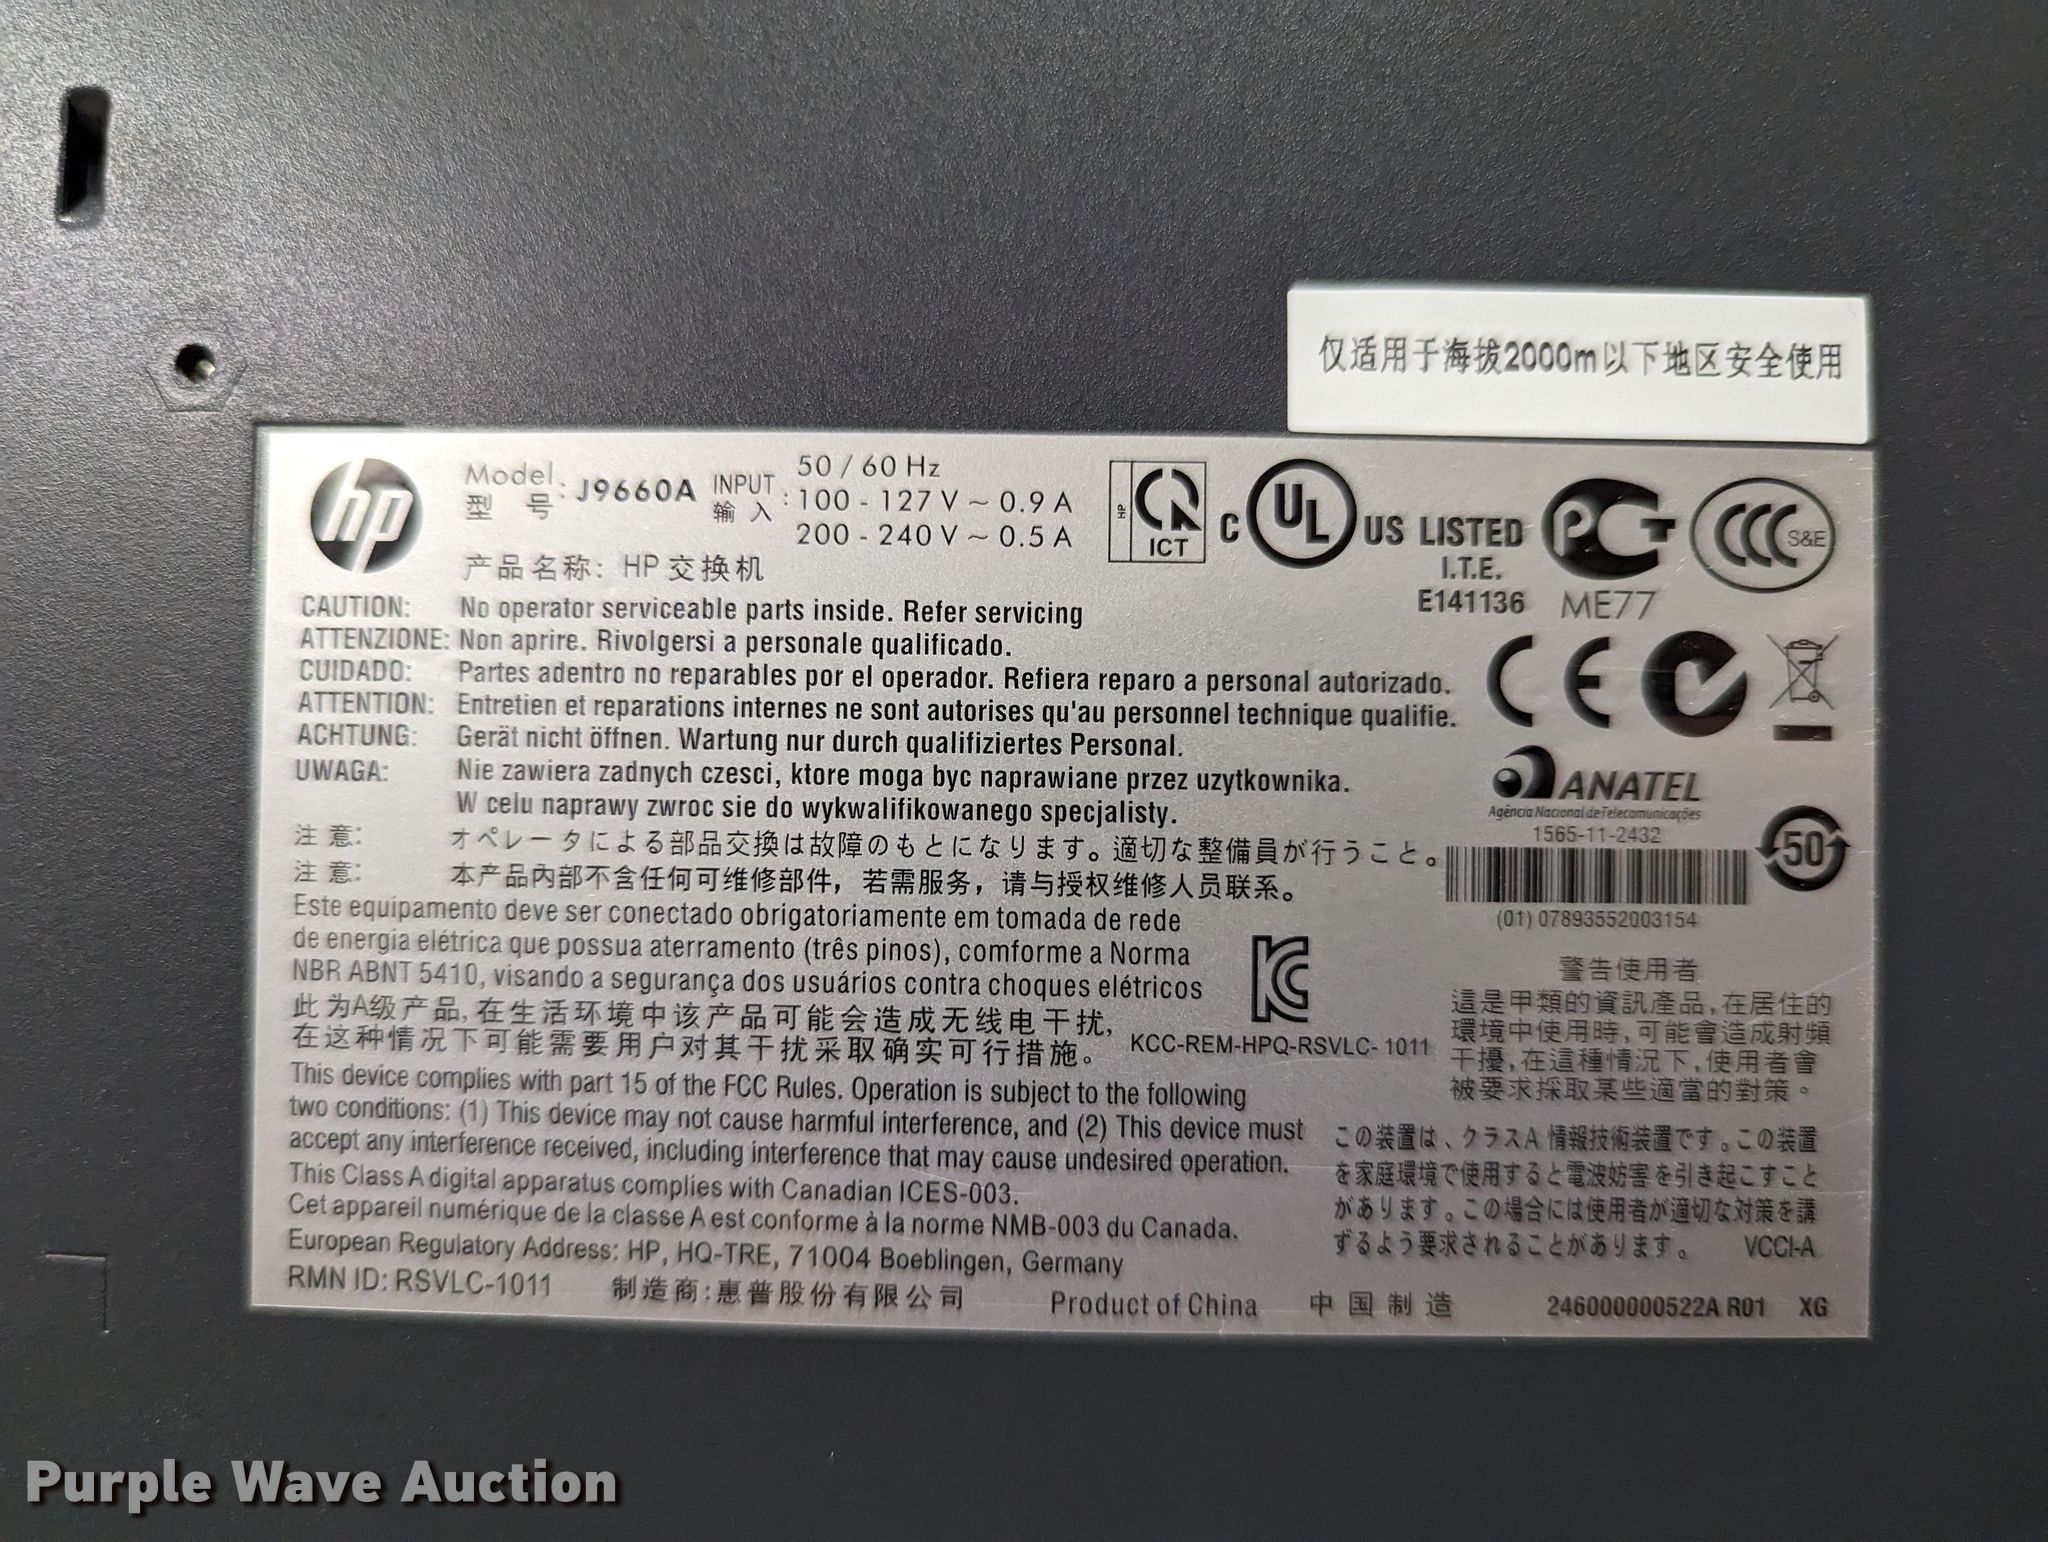 仅适用于海拔2000m以下地区安全使用
hp
Model
型 号 : J9660A
INPUT
输 入 :
50 / 60 Hz
100 - 127 V ~ 0.9 A
200 - 240 V ~ 0.5 A
产品名称: HP 交换机
HP
ICT
C UL US LISTED
I.T.E.
E141136
PCT
ME77
CCC S&E
CAUTION: No operator serviceable parts inside. Refer servicing
ATTENZIONE: Non aprire. Rivolgersi a personale qualificado.
CUIDADO: Partes adentro no reparables por el operador. Refiera reparo a personal autorizado.
ATTENTION: Entretien et reparations internes ne sont autorises qu'au personnel technique qualifie.
ACHTUNG: Gerät nicht öffnen. Wartung nur durch qualifiziertes Personal.
UWAGA: Nie zawiera zadnych czesci, ktore moga byc naprawiane przez uzytkownika.
W celu naprawy zwroc sie do wykwalifikowanego specjalisty.
注 意: オペレータによる部品交換は故障のもとになります。適切な整備員が行うこと。
注 意: 本产品内部不含任何可维修部件，若需服务，请与授权维修人员联系。
CE
ANATEL
Agência Nacional de Telecomunicações
1565-11-2432
50
(01) 07893552003154
Este equipamento deve ser conectado obrigatoriamente em tomada de rede
de energia elétrica que possua aterramento (três pinos), comforme a Norma
NBR ABNT 5410, visando a segurança dos usuários contra choques elétricos
此为A级产品, 在生活环境中该产品可能会造成无线电干扰,
在这种情况下可能需要用户对其干扰采取确实可行措施。
KC
KCC-REM-HPQ-RSVLC- 1011
警告使用者
這是甲類的資訊產品,在居住的
環境中使用時,可能會造成射頻
干擾,在這種情況下,使用者會
被要求採取某些適當的對策。
This device complies with part 15 of the FCC Rules. Operation is subject to the following
two conditions: (1) This device may not cause harmful interference, and (2) This device must
accept any interference received, including interference that may cause undesired operation.
This Class A digital apparatus complies with Canadian ICES-003.
Cet appareil numérique de la classe A est conforme à la norme NMB-003 du Canada.
European Regulatory Address: HP, HQ-TRE, 71004 Boeblingen, Germany
この装置は、クラスA 情報技術装置です。この装置
を家庭環境で使用すると電波妨害を引き起こすこと
があります。この場合には使用者が適切な対策を講
ずるよう要求されることがあります。 VCCI-A
RMN ID: RSVLC-1011 制造商:惠普股份有限公司 Product of China 中国制造 246000000522A R01 XG
Purple Wave Auction